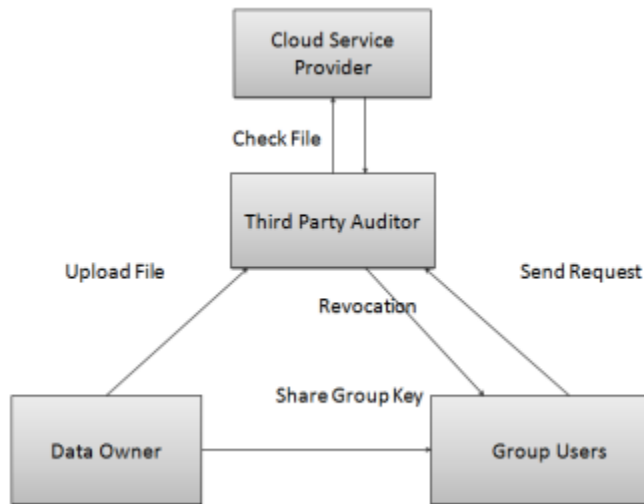 Cloud Service
Provider
Check File
Third Party Auditor
Upload File
Send Request
Revocation
Share Group Key
Data Owner
Group Users